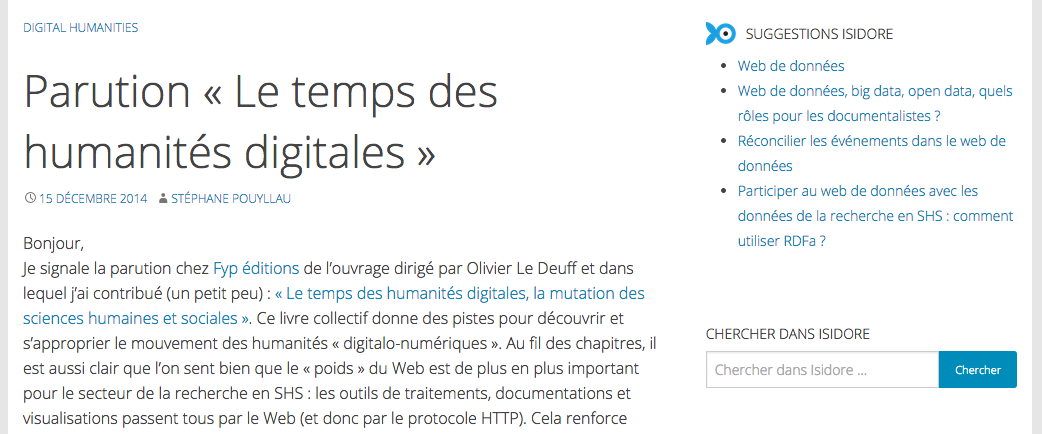 DIGITAL HUMANITIES
Parution « Le temps des
humanités digitales »
15 DÉCEMBRE 2014 STÉPHANE POUYLLAU
Bonjour,
Je signale la parution chez Fyp éditions de l’ouvrage dirigé par Olivier Le Deuff et dans
lequel j’ai contribué (un petit peu) : « Le temps des humanités digitales, la mutation des
sciences humaines et sociales ». Ce livre collectif donne des pistes pour découvrir et
s’approprier le mouvement des humanités « digitalo-numériques ». Au fil des chapitres, il
est aussi clair que l’on sent bien que le « poids » du Web est de plus en plus important
pour le secteur de la recherche en SHS : les outils de traitements, documentations et
visualisations passent tous par le Web (et donc par le protocole HTTP). Cela renforce
SUGGESTIONS ISIDORE
Web de données
Web de données, big data, open data, quels
rôles pour les documentalistes ?
Réconcilier les événements dans le web de
données
Participer au web de données avec les
données de la recherche en SHS : comment
utiliser RDFa ?
CHERCHER DANS ISIDORE
Chercher dans Isidore ... Chercher